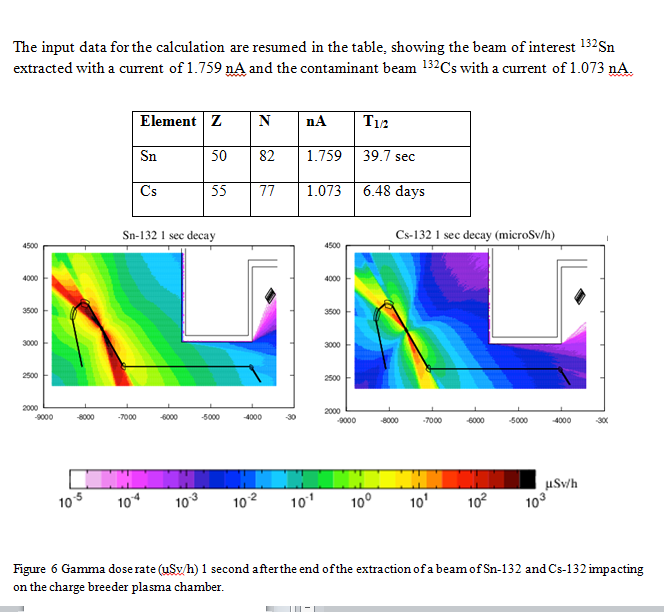 The input data for the calculation are resumed in the table, showing the beam of interest ¹³²Sn
extracted with a current of 1.759 nA and the contaminant beam ¹³²Cs with a current of 1.073 nA.
Element Z N nA T1/2
Sn 50 82 1.759 39.7 sec
Cs 55 77 1.073 6.48 days
Sn-132 1 sec decay
4500
4000
3500
3000
2500
2000
-9000 -8000 -7000 -6000 -5000 -4000 -30
Cs-132 1 sec decay (microSv/h)
4500
4000
3500
3000
2500
2000
-9000 -8000 -7000 -6000 -5000 -4000 -300
µSv/h
10⁻⁵ 10⁻⁴ 10⁻³ 10⁻² 10⁻¹ 10⁰ 10¹ 10² 10³
Figure 6 Gamma dose rate (uSv/h) 1 second after the end of the extraction of a beam of Sn-132 and Cs-132 impacting
on the charge breeder plasma chamber.